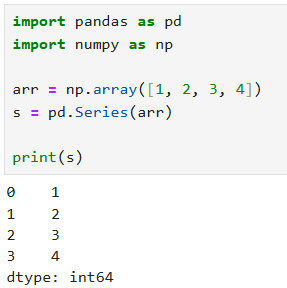 import pandas as pd
import numpy as np
arr = np.array([1, 2, 3, 4])
s = pd.Series(arr)
print(s)
0    1
1    2
2    3
3    4
dtype: int64